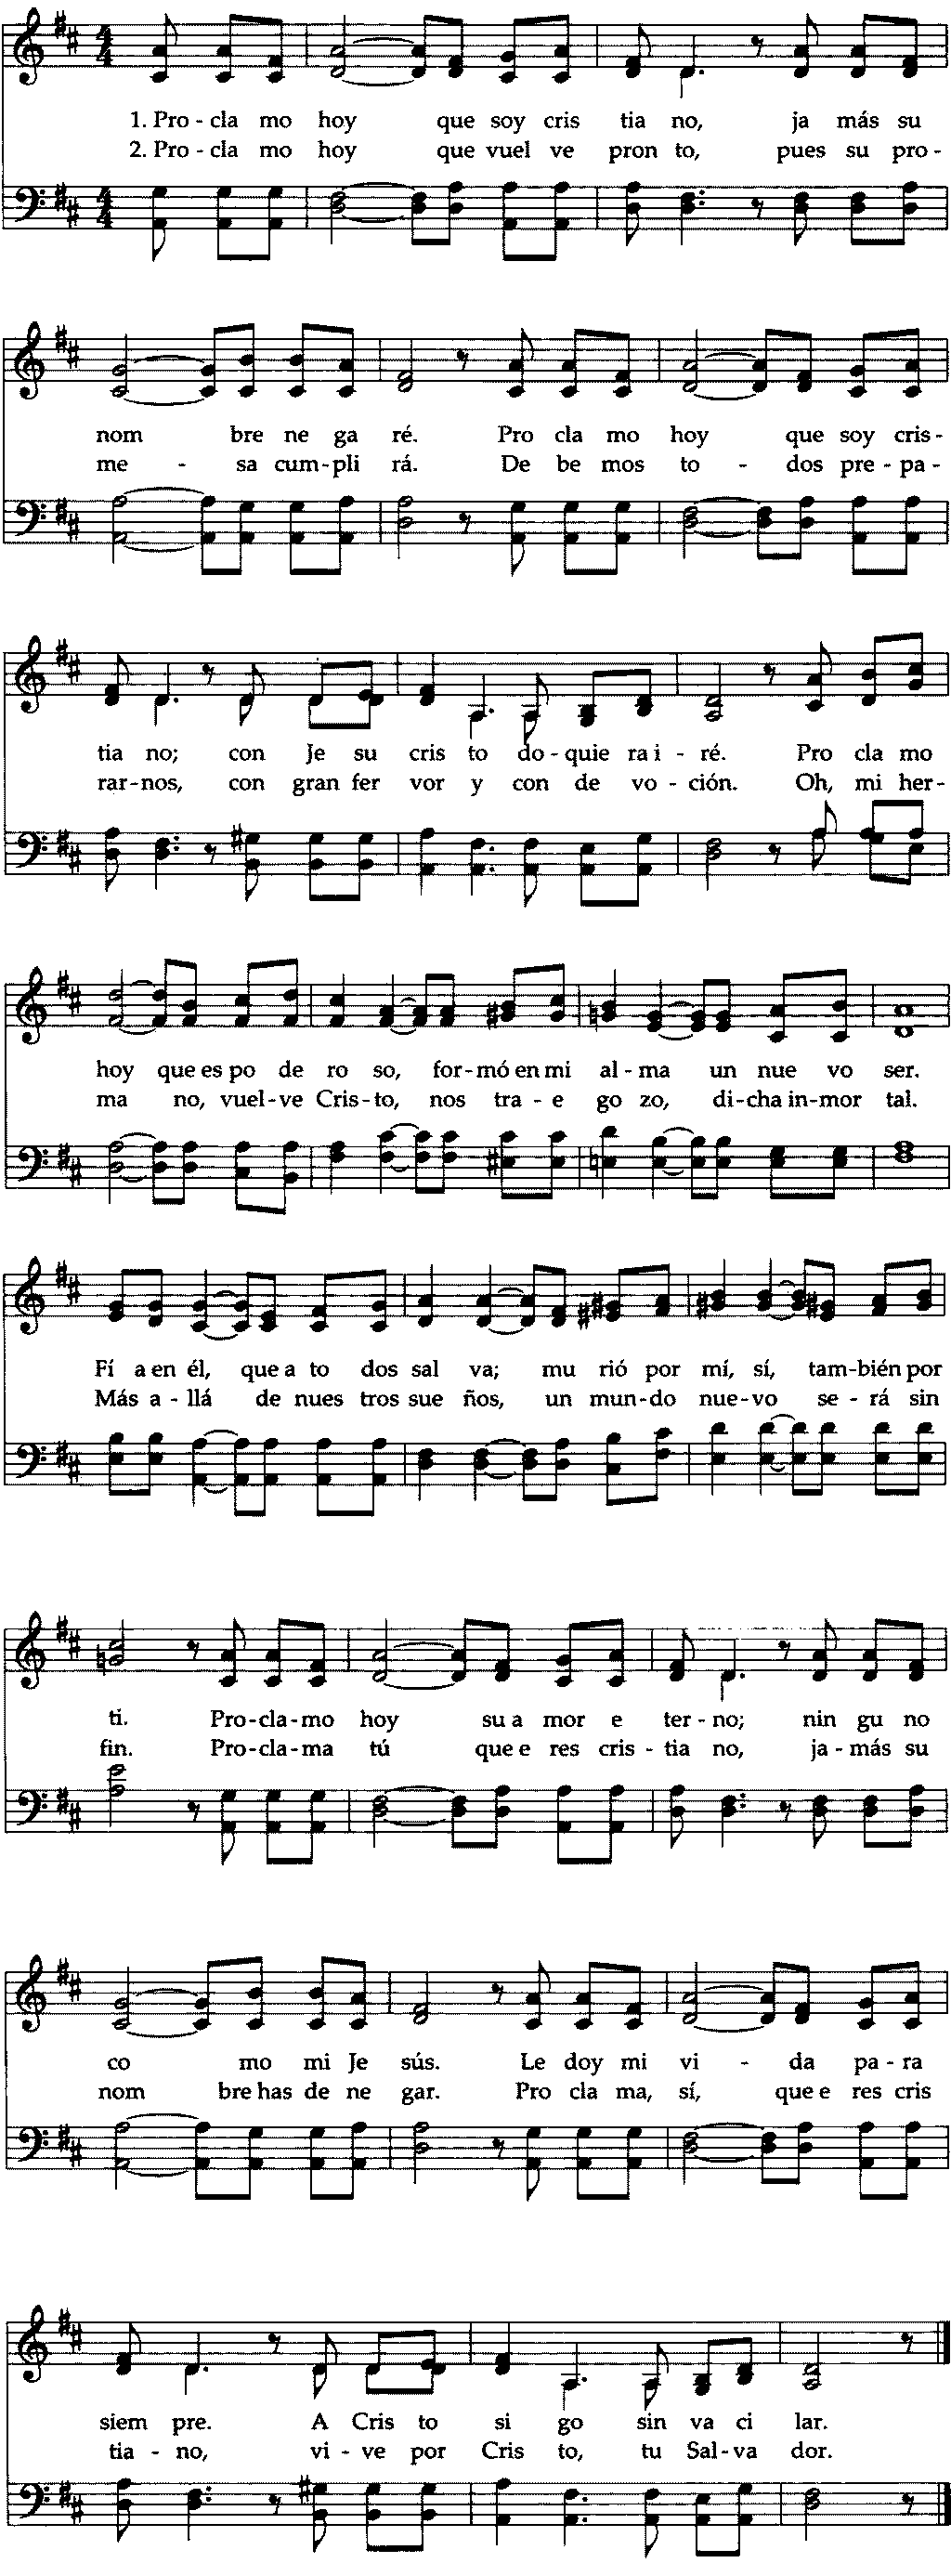 1. Pro - cla mo hoy que soy cris tia no, ja más su
2. Pro - cla mo hoy que vuel ve pron to, pues su pro -
nom bre ne ga ré. Pro cla mo hoy que soy cris -
me - sa cum - pli rá. De be mos to - dos pre - pa -
tia no; con Je su cris to do - quie ra i - ré. Pro cla mo
rar - nos, con gran fer vor y con de vo - ción. Oh, mi her -
hoy que es po de ro so, for - mó en mi al - ma un nue vo ser.
ma no, vuel - ve Cris - to, nos tra - e go zo, di - cha in - mor tal.
Fí a en él, que a to dos sal va; mu rió por mí, sí, tam - bién por
Más a - llá de nues tros sue ños, un mun - do nue - vo se - rá sin
ti. Pro - cla - mo hoy su a mor e ter - no; nin gu no
fin. Pro - cla - ma tú que e res cris - tia no, ja - más su
co mo mi Je sús. Le doy mi vi - da pa - ra
nom bre has de ne gar. Pro cla ma, sí, que e res cris
siem pre. A Cris to si go sin va ci lar.
tia - no, vi - ve por Cris to, tu Sal - va dor.